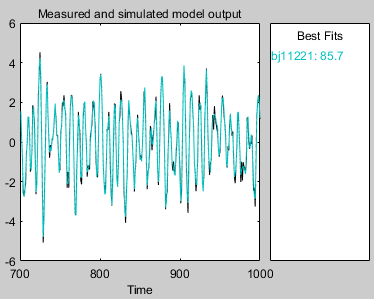 Measured and simulated model output
6
4
2
0
-2
-4
-6
700
800
900
1000
Time
Best Fits
bj11221: 85.7